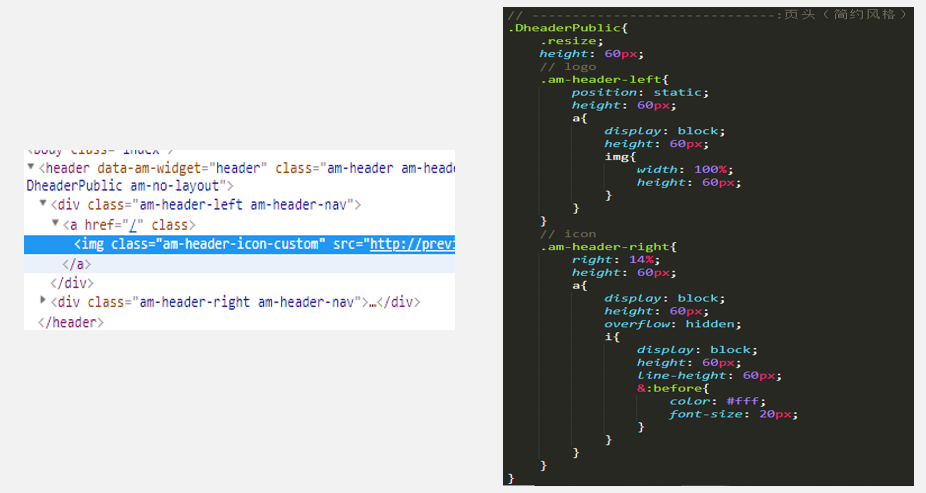 <body class="index">
<header data-am-widget="header" class="am-header am-heade
DheaderPublic am-no-layout">
<div class="am-header-left am-header-nav">
<a href="/" class>
<img class="am-header-icon-custom" src="http://previ
</a>
</div>
<div class="am-header-right am-header-nav">…</div>
</header>
// ------------------------------:页头（简约风格）
.DheaderPublic{
.resize;
height: 60px;
// logo
.am-header-left{
position: static;
height: 60px;
a{
display: block;
height: 60px;
img{
width: 100%;
height: 60px;
}
}
}
// icon
.am-header-right{
right: 14%;
height: 60px;
a{
display: block;
height: 60px;
overflow: hidden;
i{
display: block;
height: 60px;
line-height: 60px;
&:before{
color: #fff;
font-size: 20px;
}
}
}
}
}